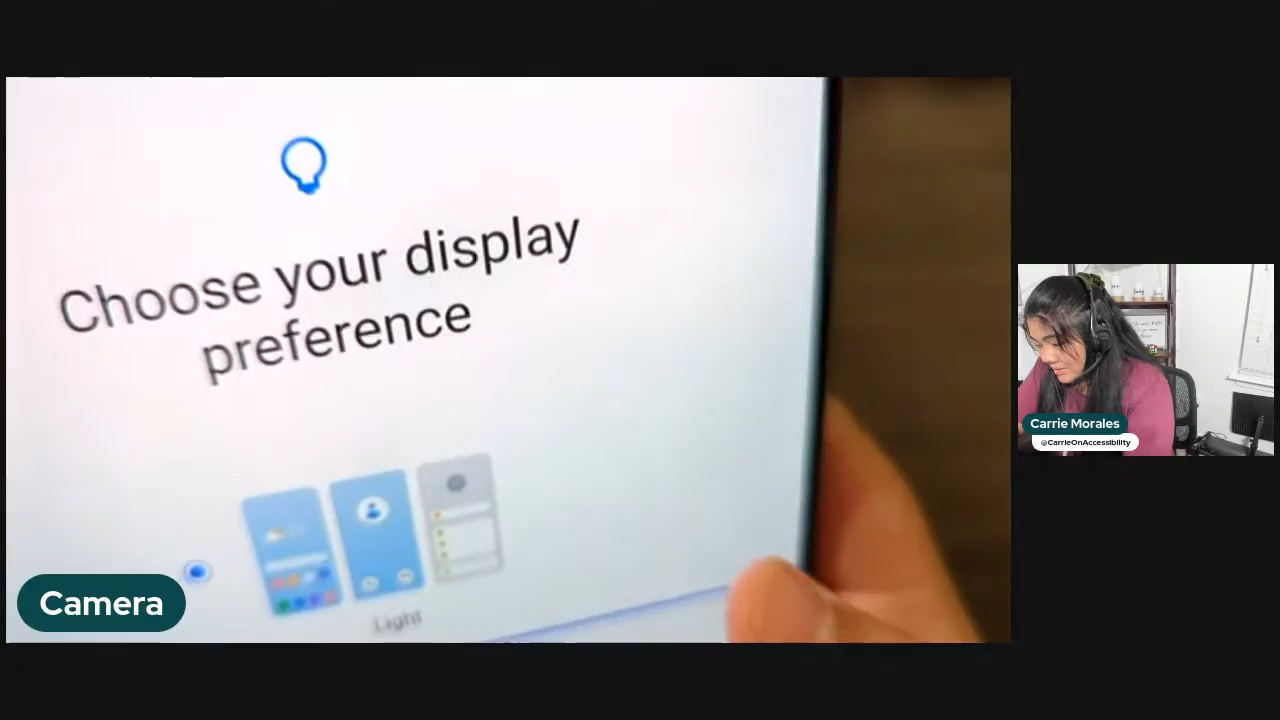 Choose your display
preference
Light
Camera
Carrie Morales
@CarrieOnAccessibility